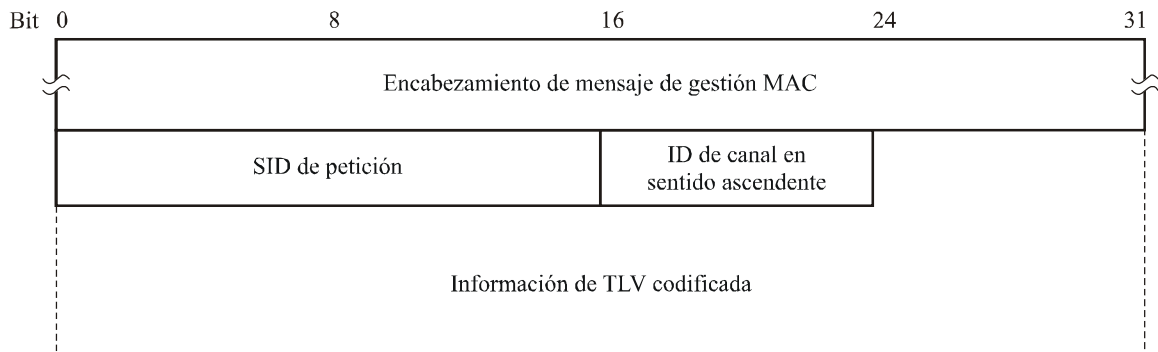 Bit 0 8 16 24 31
Encabezamiento de mensaje de gestión MAC
SID de petición
ID de canal en
sentido ascendente
Información de TLV codificada